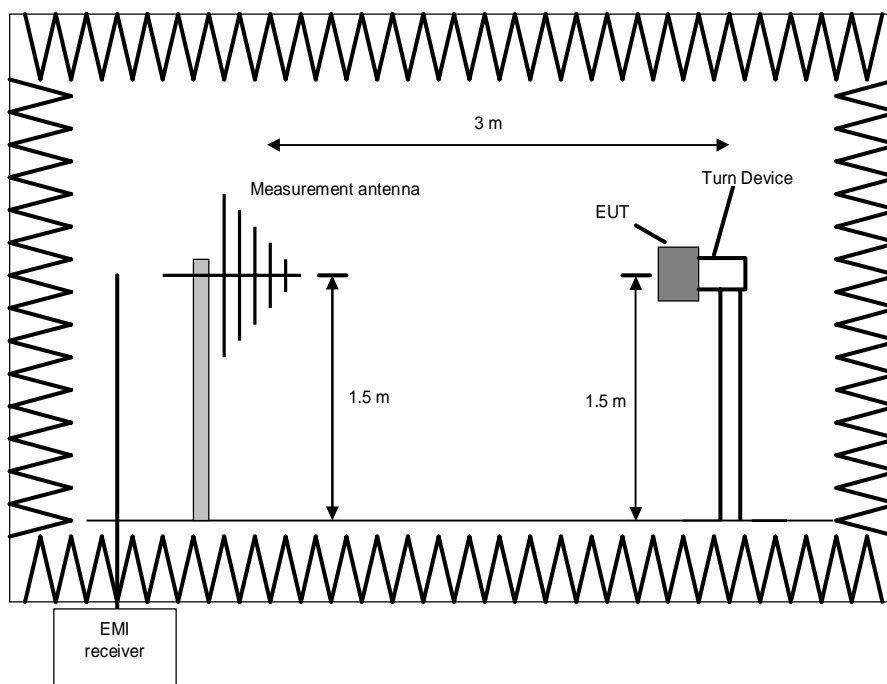 3 m
Measurement antenna
Turn Device
EUT
1.5 m
1.5 m
EMI
receiver